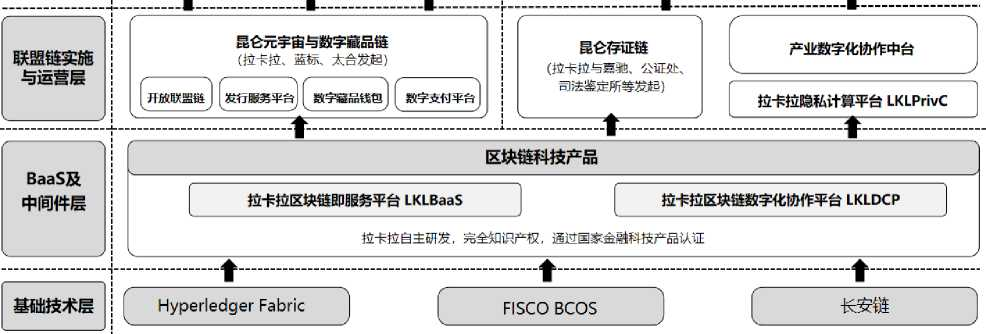 联盟链实施
与运营层
昆仑元宇宙与数字藏品链
(拉卡拉、蓝标、太合发起)
开放联盟链
发行服务平台
数字藏品钱包
数字支付平台
昆仑存证链
(拉卡拉与嘉驰、公证处、
司法鉴定所等发起)
产业数字化协作中台
拉卡拉隐私计算平台 LKLPrivC
BaaS及
中间件层
区块链科技产品
拉卡拉区块链即服务平台 LKLBaaS
拉卡拉区块链数字化协作平台 LKLDCP
拉卡拉自主研发，完全知识产权，通过国家金融科技产品认证
基础技术层
Hyperledger Fabric
FISCO BCOS
长安链